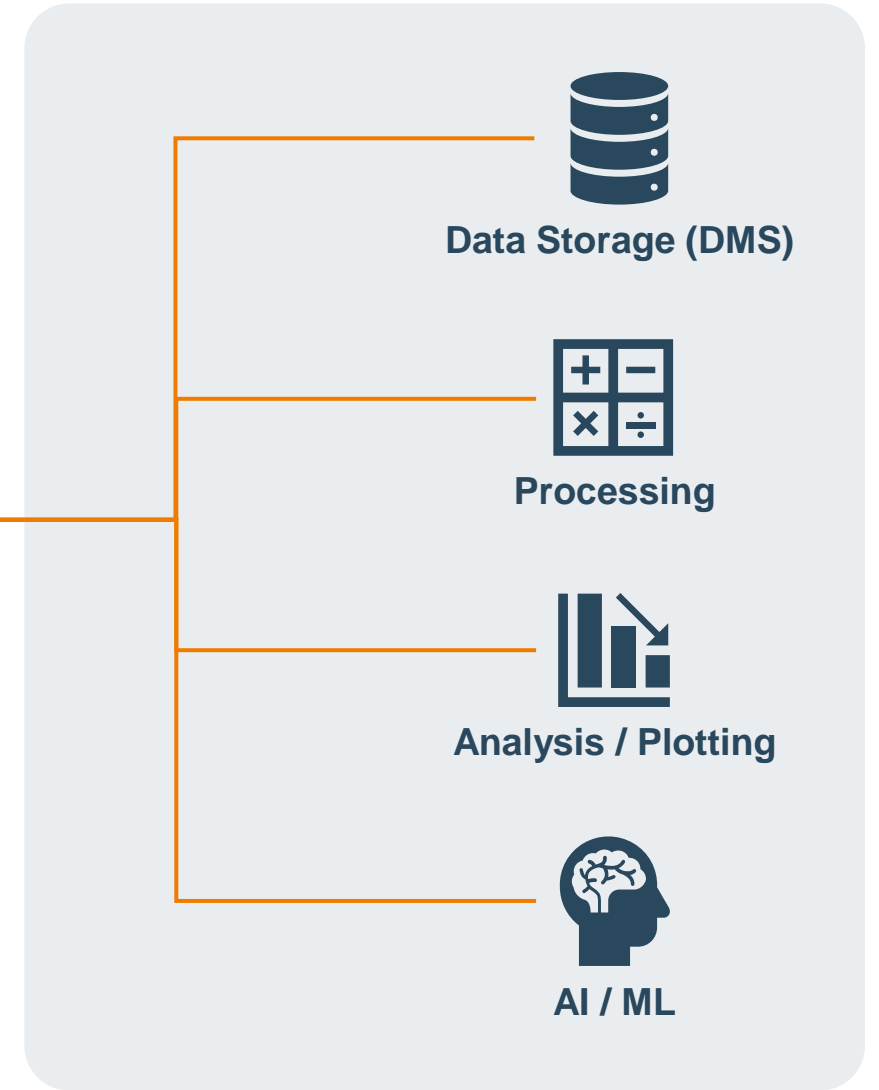 Data Storage (DMS)
Processing
Analysis / Plotting
AI / ML